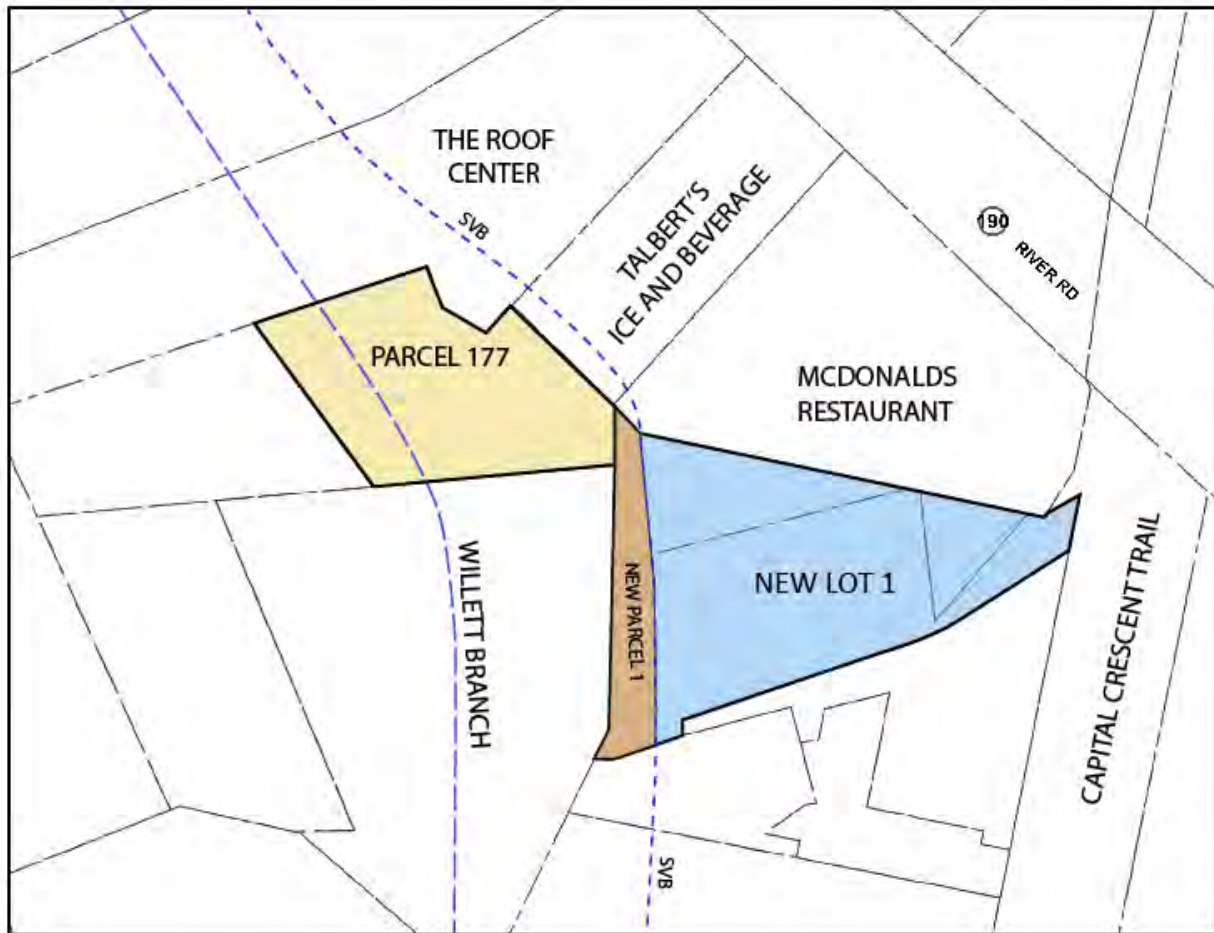 THE ROOF
CENTER
SVB
TALBERT'S
ICE AND BEVERAGE
190
RIVER RD
PARCEL 177
MCDONALDS
RESTAURANT
WILLETT BRANCH
NEW PARCEL 1
NEW LOT 1
CAPITAL CRESCENT TRAIL
SVB